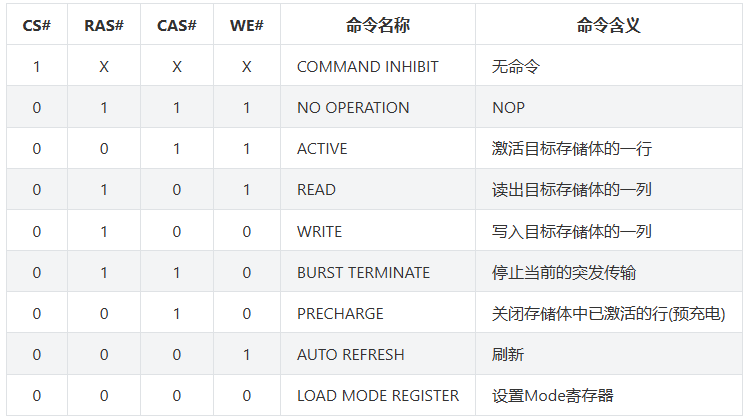 CS# RAS# CAS# WE# 命令名称 命令含义
1 X X X COMMAND INHIBIT 无命令
0 1 1 1 NO OPERATION NOP
0 0 1 1 ACTIVE 激活目标存储体的一行
0 1 0 1 READ 读出目标存储体的一列
0 1 0 0 WRITE 写入目标存储体的一列
0 1 1 0 BURST TERMINATE 停止当前的突发传输
0 0 1 0 PRECHARGE 关闭存储体中已激活的行(预充电)
0 0 0 1 AUTO REFRESH 刷新
0 0 0 0 LOAD MODE REGISTER 设置Mode寄存器